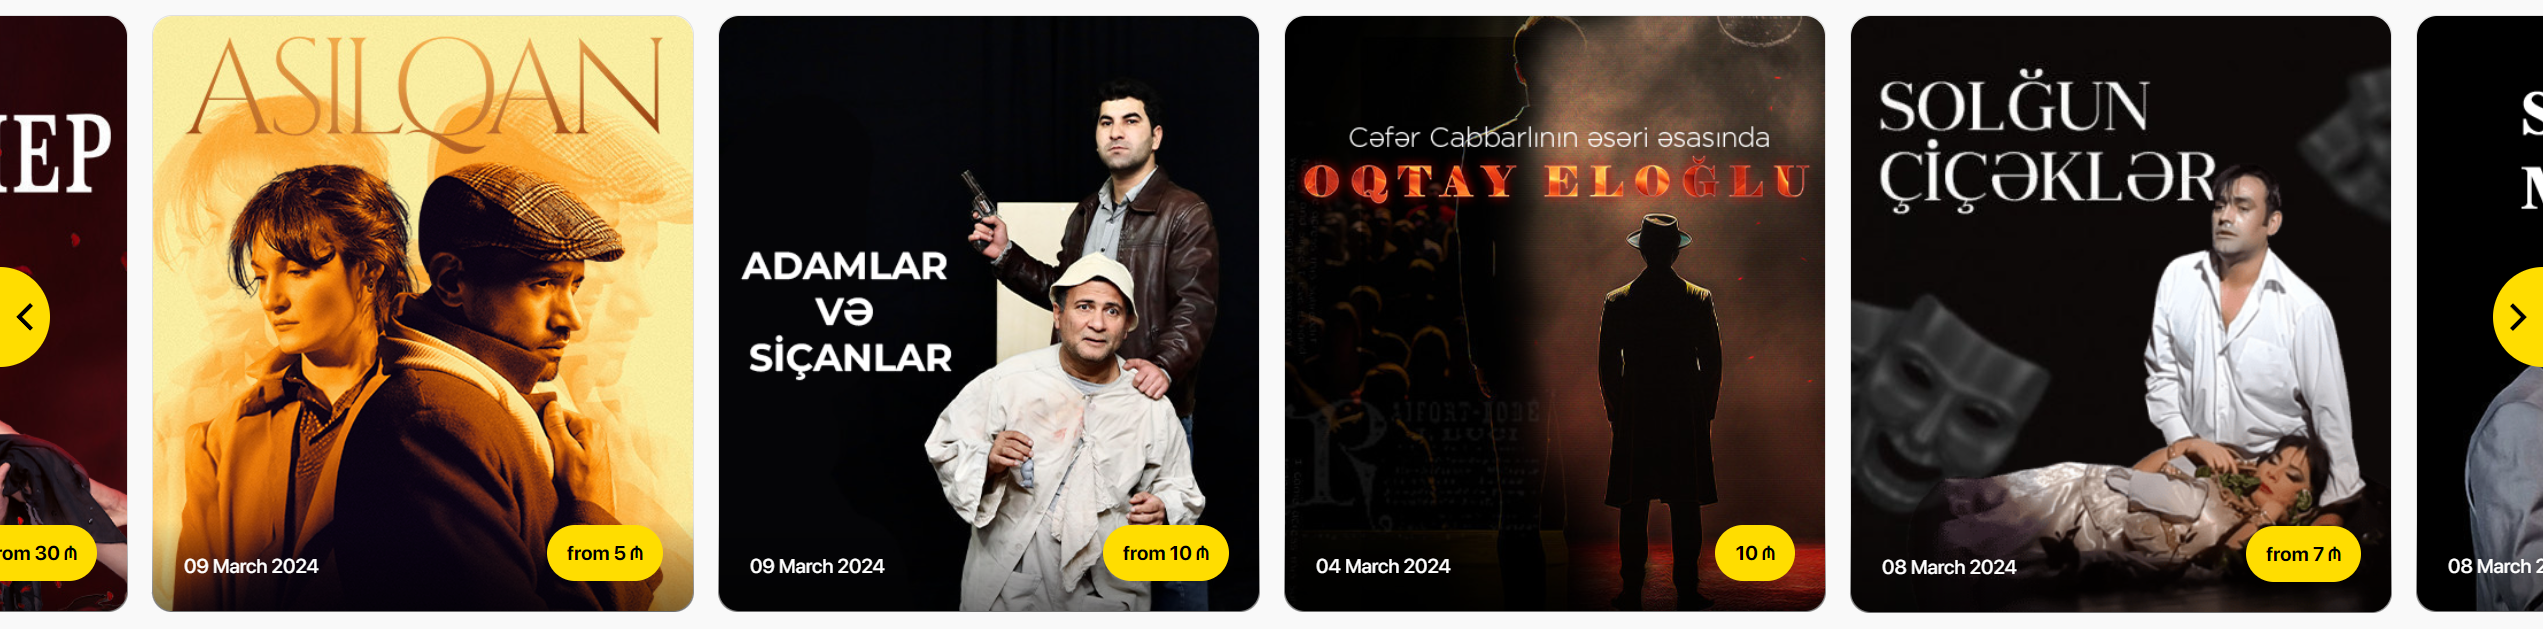 from 30 ₼
ASILQAN
09 March 2024
from 5 ₼
ADAMLAR
VƏ
SİÇANLAR
09 March 2024
from 10 ₼
Cəfər Cabbarlının əsəri əsasında
OQTAY ELOĞLU
04 March 2024
10 ₼
SOLĞUN
ÇİÇƏKLƏR
08 March 2024
from 7 ₼
08 March